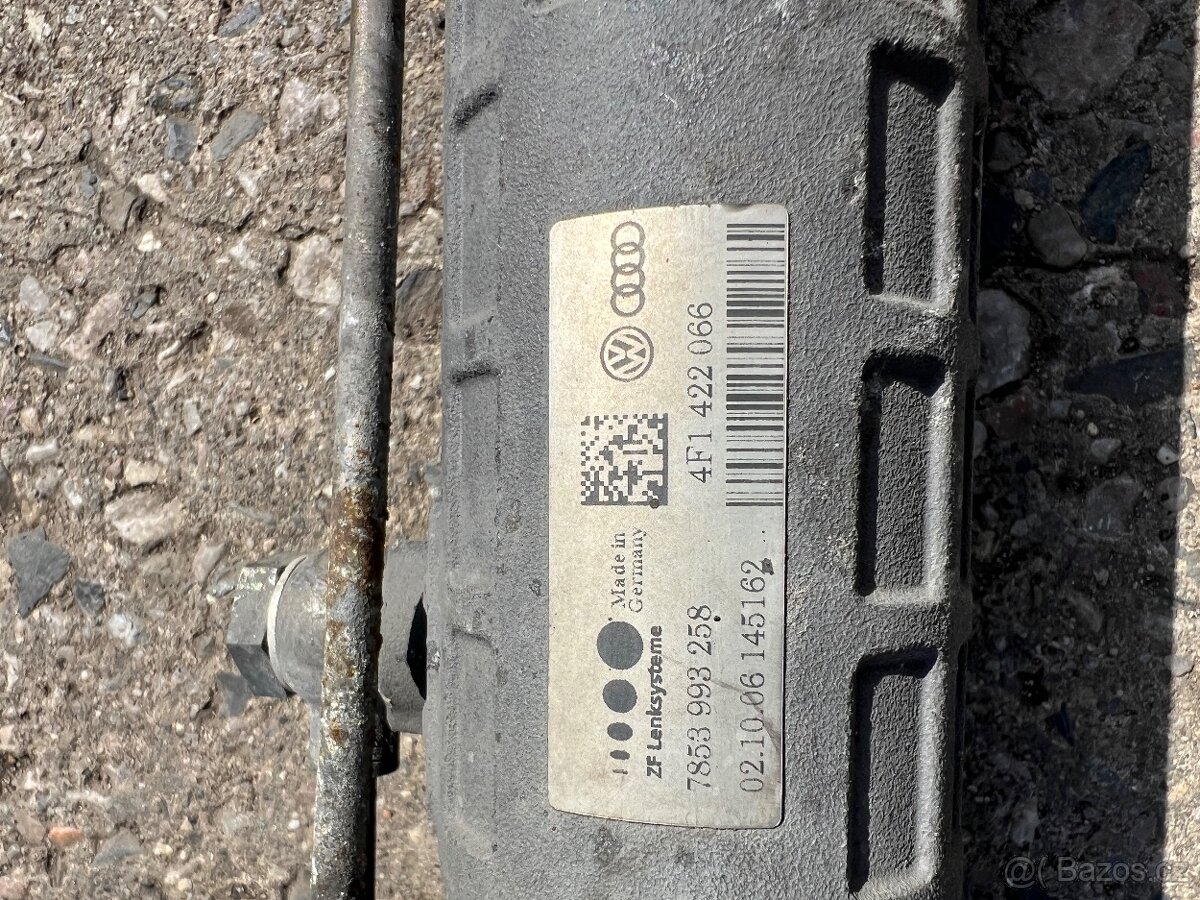 ZF Lenksysteme
Made in
Germany
7853 993 258
4F1 422 066
02.10.06 145162
Bazos.cz